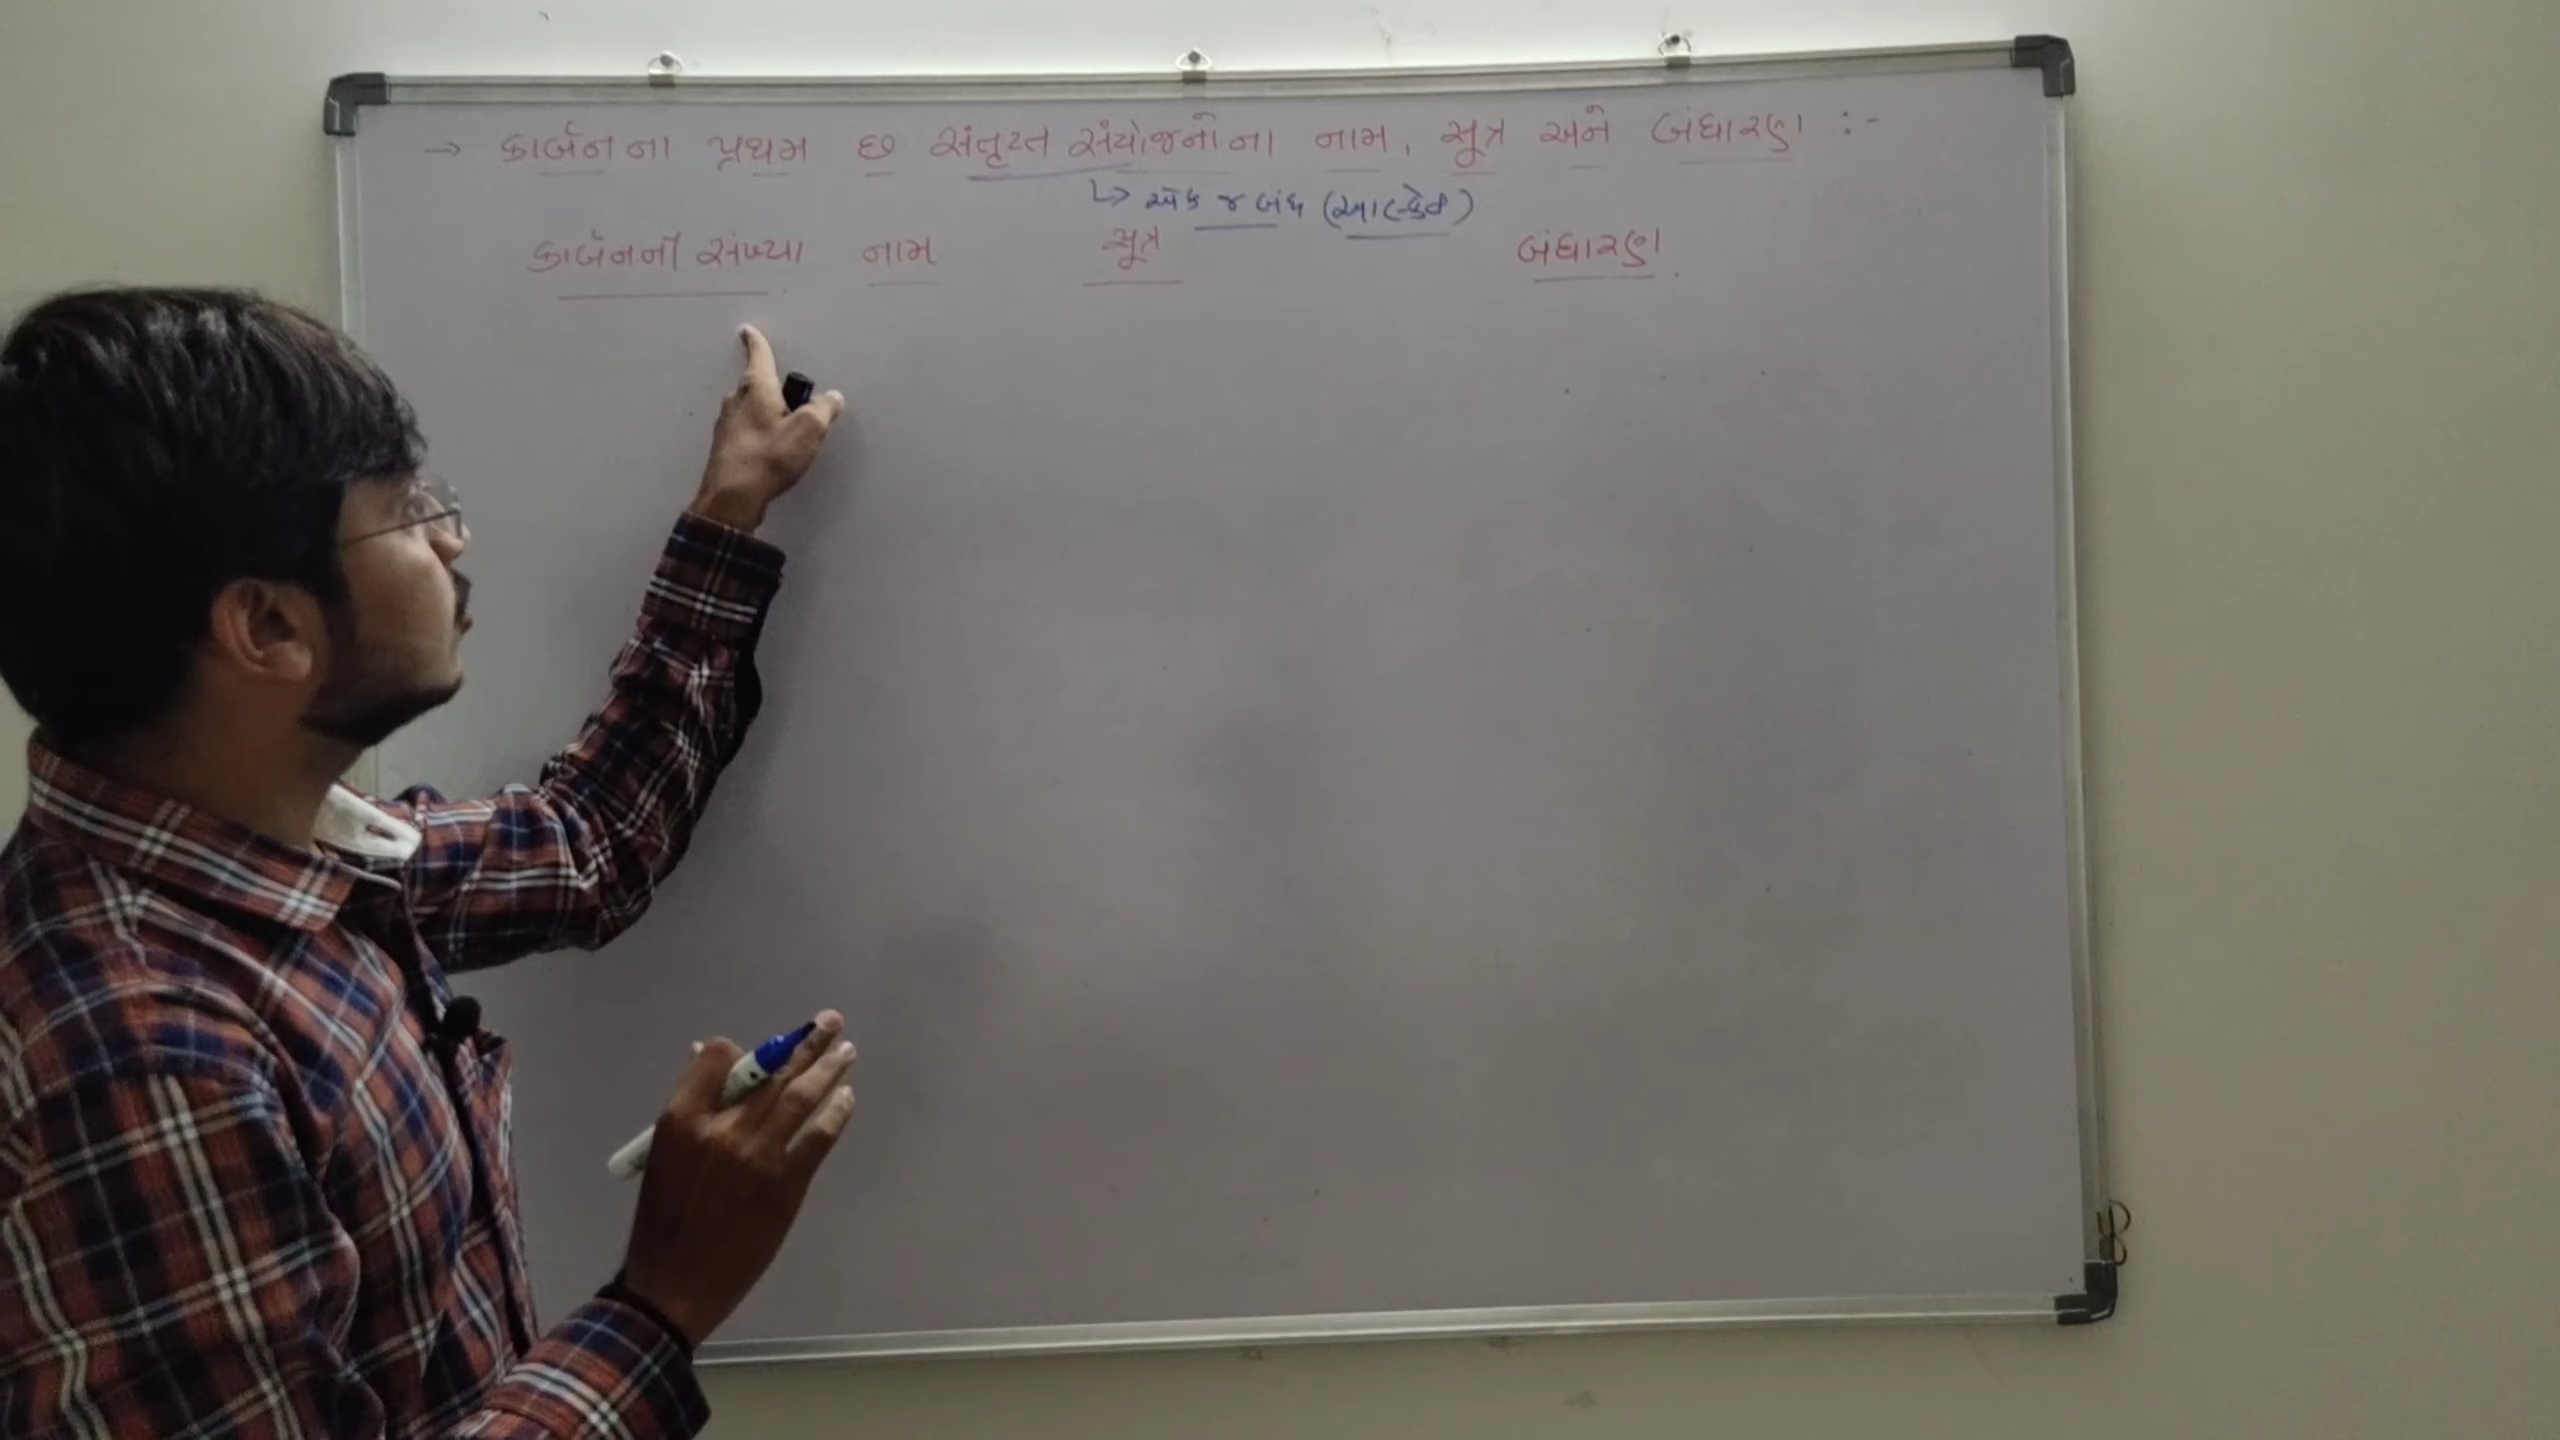 → કાર્બનના પ્રથમ છ સંતૃપ્ત સંયોજનોના નામ, સૂત્ર અને બંધારણ :-
↳ એક જ બંધ (આલ્કેન)
કાર્બનની સંખ્યા નામ સૂત્ર બંધારણ